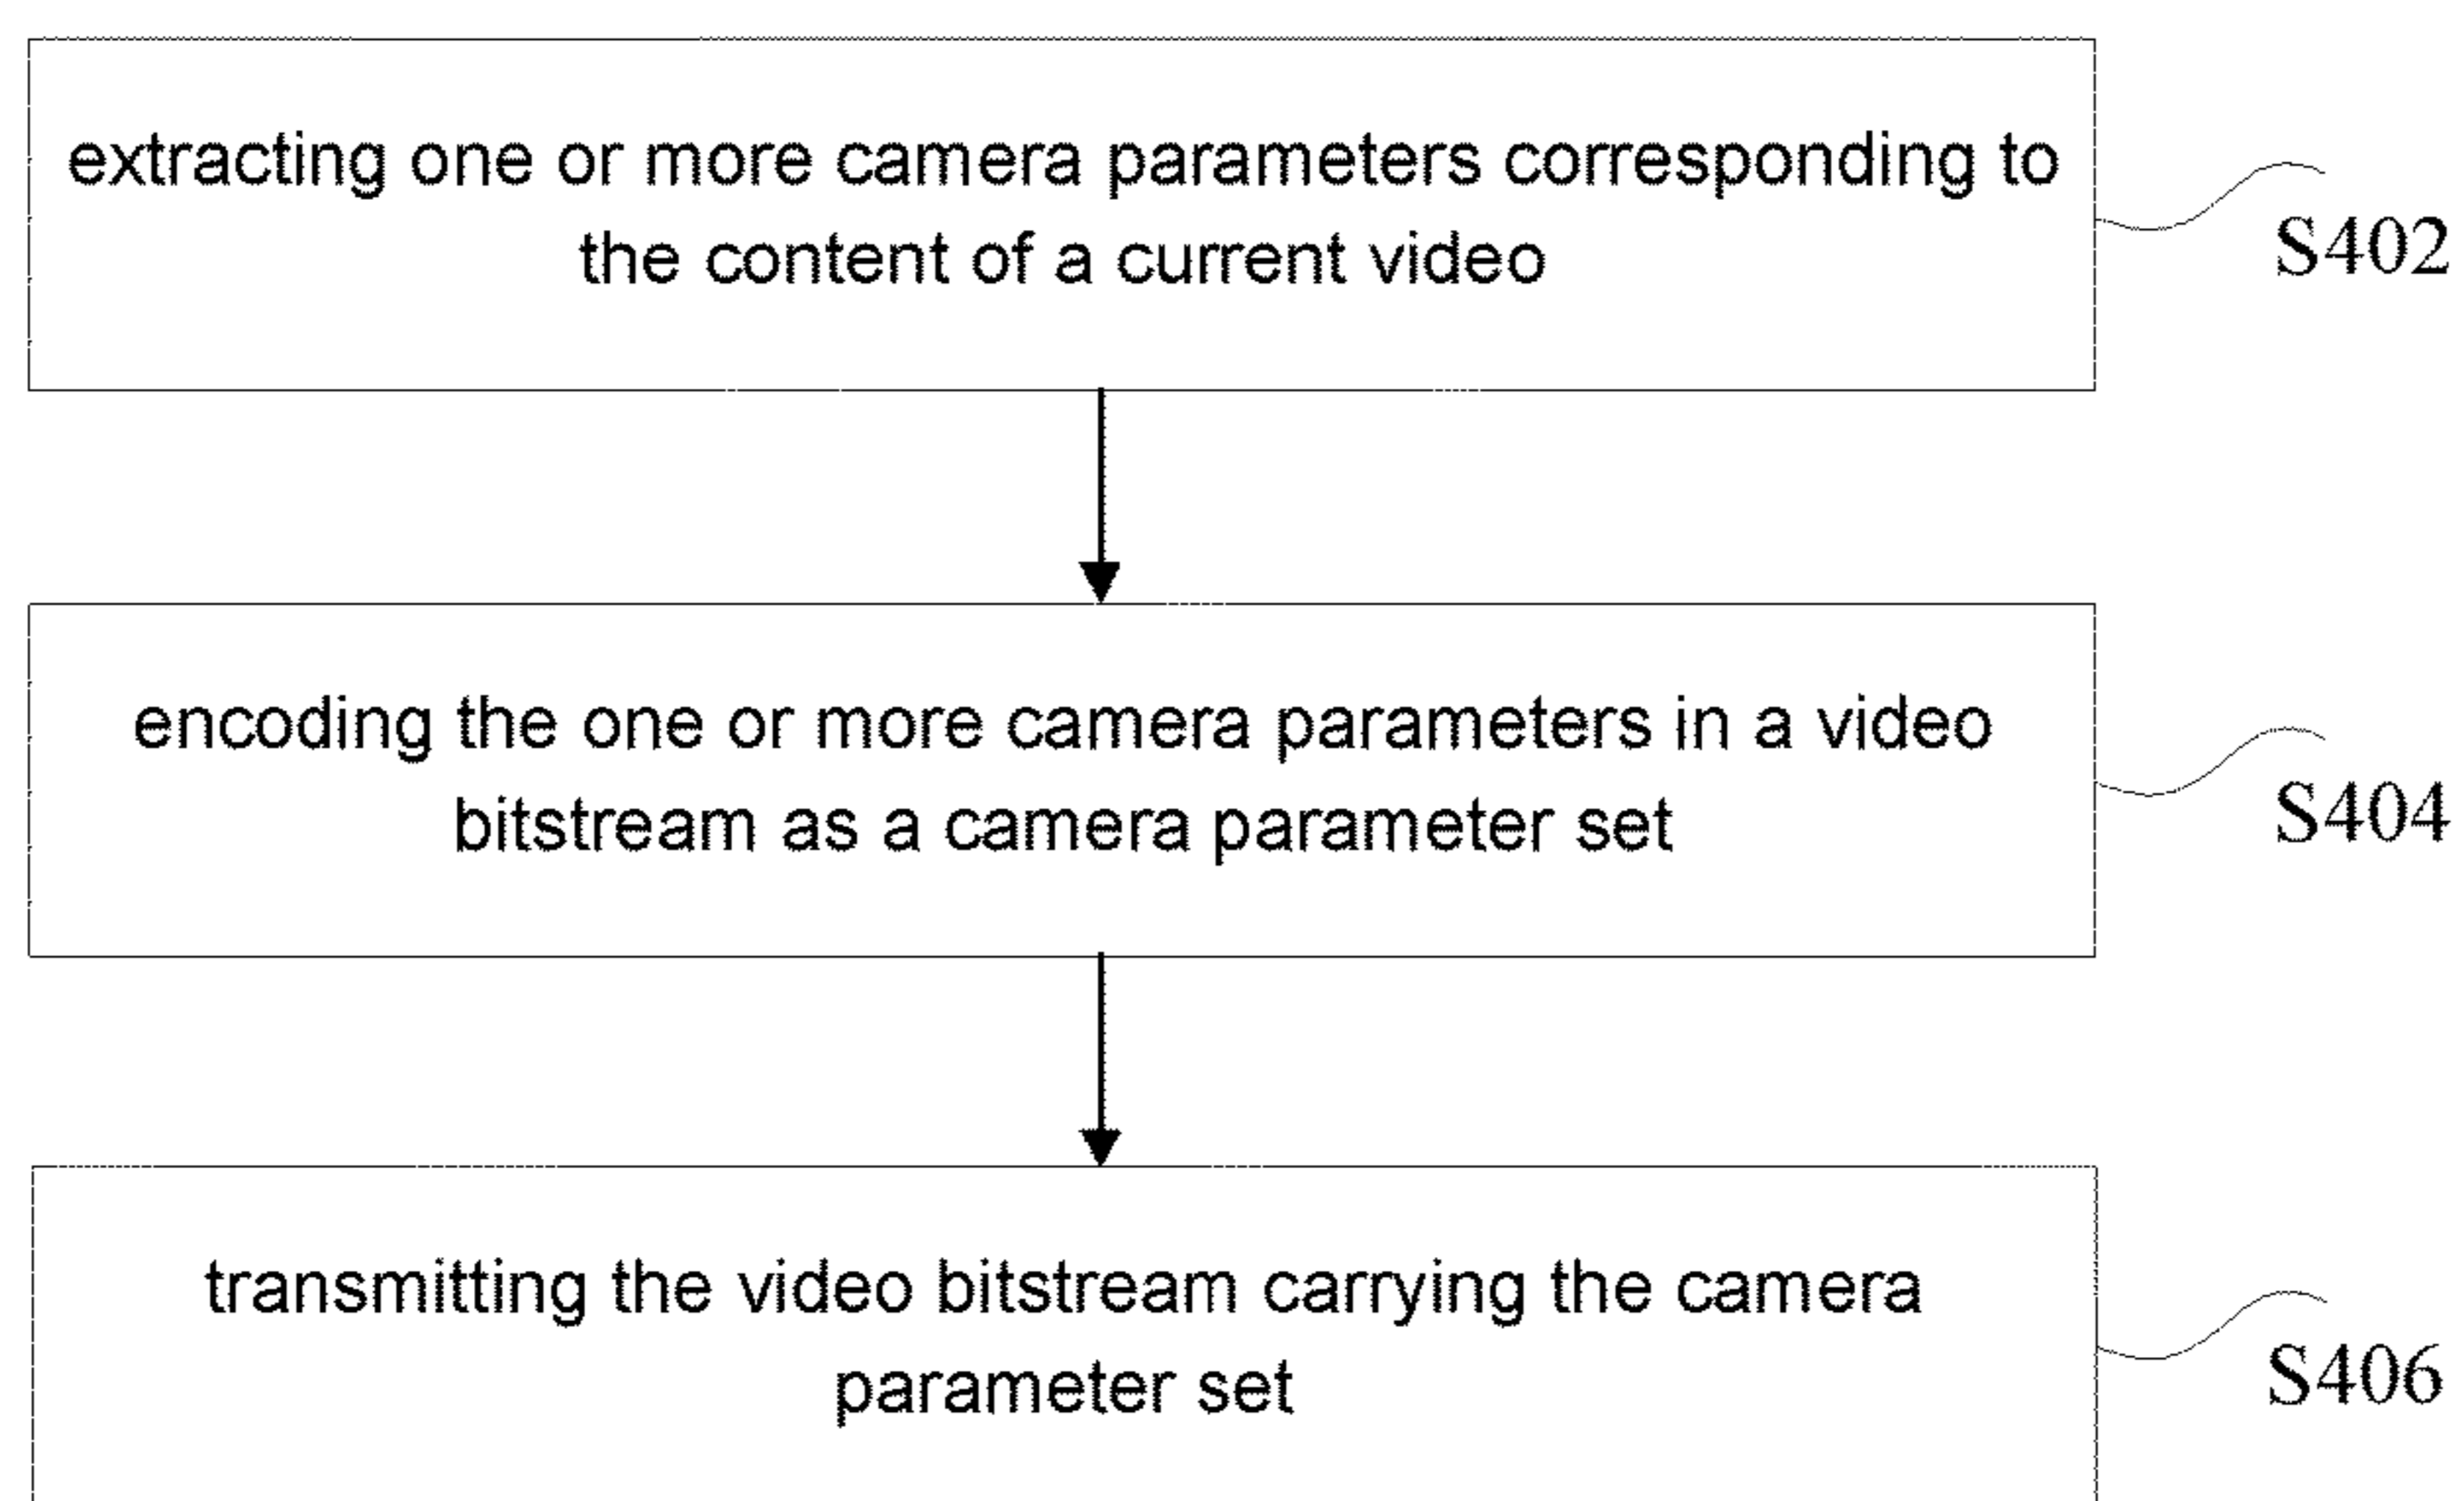 extracting one or more camera parameters corresponding to
the content of a current video
S402
encoding the one or more camera parameters in a video
bitstream as a camera parameter set
S404
transmitting the video bitstream carrying the camera
parameter set
S406